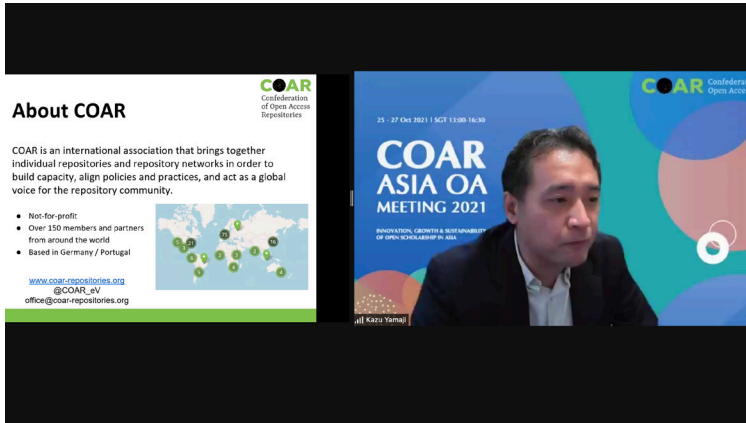 COAR
Confederation
of Open Access
Repositories
About COAR
COAR is an international association that brings together
individual repositories and repository networks in order to
build capacity, align policies and practices, and act as a global
voice for the repository community.
Not-for-profit
Over 150 members and partners
from around the world
Based in Germany / Portugal
www.coar-repositories.org
@COAR_eV
office@coar-repositories.org
COAR
Confederat
Open Acces
25 - 27 Oct 2021 | SGT 13:00-16:30
COAR
ASIA OA
MEETING 2021
INNOVATION, GROWTH & SUSTAINABILITY
OF OPEN SCHOLARSHIP IN ASIA
Kazu Yamaji